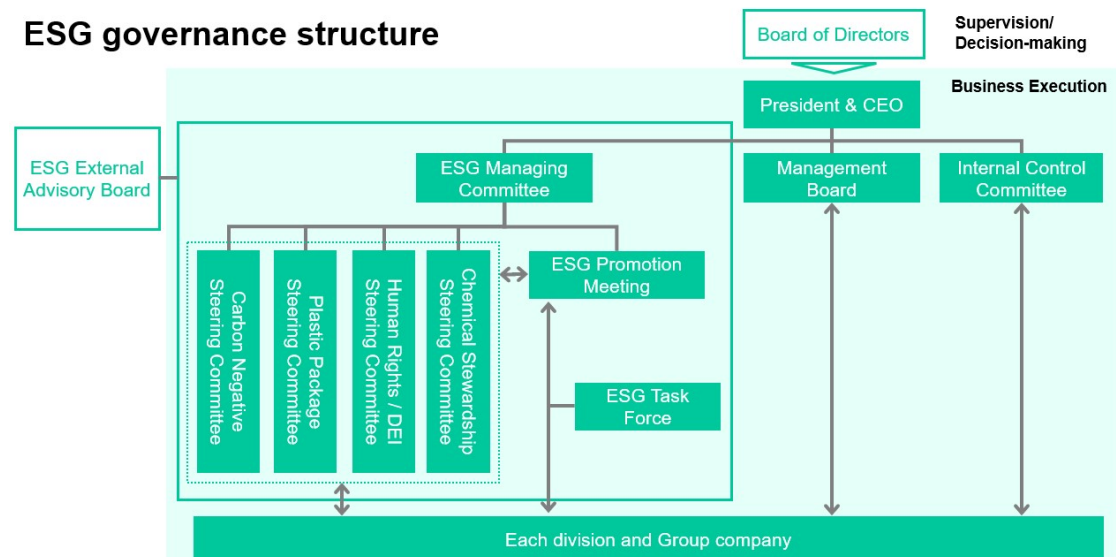 ESG governance structure
Board of Directors
Supervision/
Decision-making
Business Execution
President & CEO
ESG External
Advisory Board
ESG Managing
Committee
Management
Board
Internal Control
Committee
Carbon Negative
Steering Committee
Plastic Package
Steering Committee
Human Rights / DEI
Steering Committee
Chemical Stewardship
Steering Committee
ESG Promotion
Meeting
ESG Task
Force
Each division and Group company